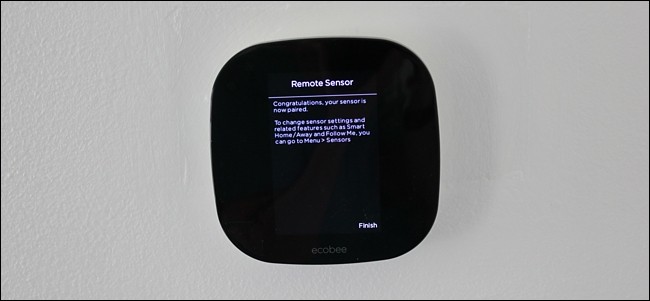 Remote Sensor
Congratulations, your sensor is
now paired.
To change sensor settings and
related features such as Smart
Home/Away and Follow Me, you
can go to Menu > Sensors
Finish
ecobee